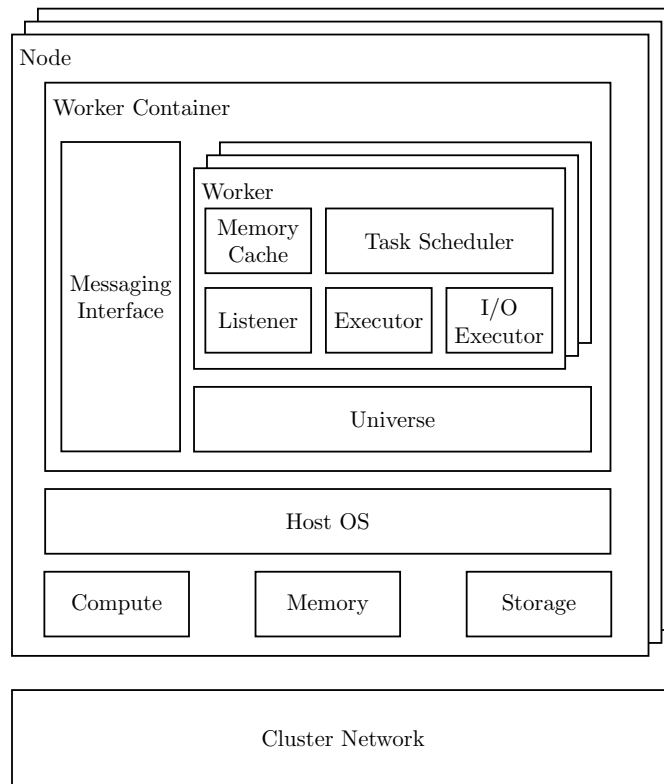 Node
Worker Container
Messaging
Interface
Worker
Memory
Cache
Task Scheduler
Listener
Executor
I/O
Executor
Universe
Host OS
Compute
Memory
Storage
Cluster Network